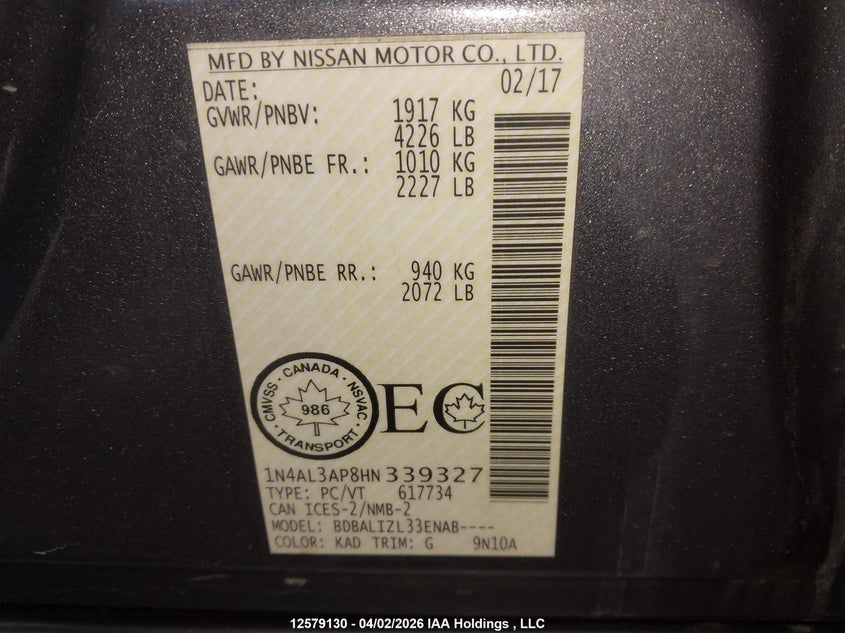 MFD BY NISSAN MOTOR CO., LTD.
DATE: 02/17
GVWR/PNBV: 1917 KG
4226 LB
GAWR/PNBE FR.: 1010 KG
2227 LB
GAWR/PNBE RR.: 940 KG
2072 LB
CMVSS · CANADA · NSVAC · TRANSPORT ·
986
EC
1N4AL3AP8HN339327
TYPE: PC/VT 617734
CAN ICES-2/NMB-2
MODEL: BDBALIZL33ENAB----
COLOR: KAD TRIM: G 9N10A
12579130 - 04/02/2026 IAA Holdings , LLC